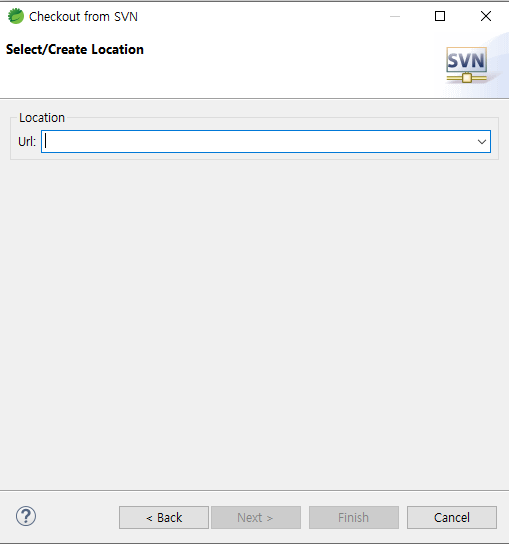 Checkout from SVN
Select/Create Location
SVN
Location
Url:
?
< Back
Next >
Finish
Cancel